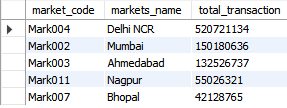 market_code markets_name total_transaction
Mark004 Delhi NCR 520721134
Mark002 Mumbai 150180636
Mark003 Ahmedabad 132526737
Mark011 Nagpur 55026321
Mark007 Bhopal 42128765